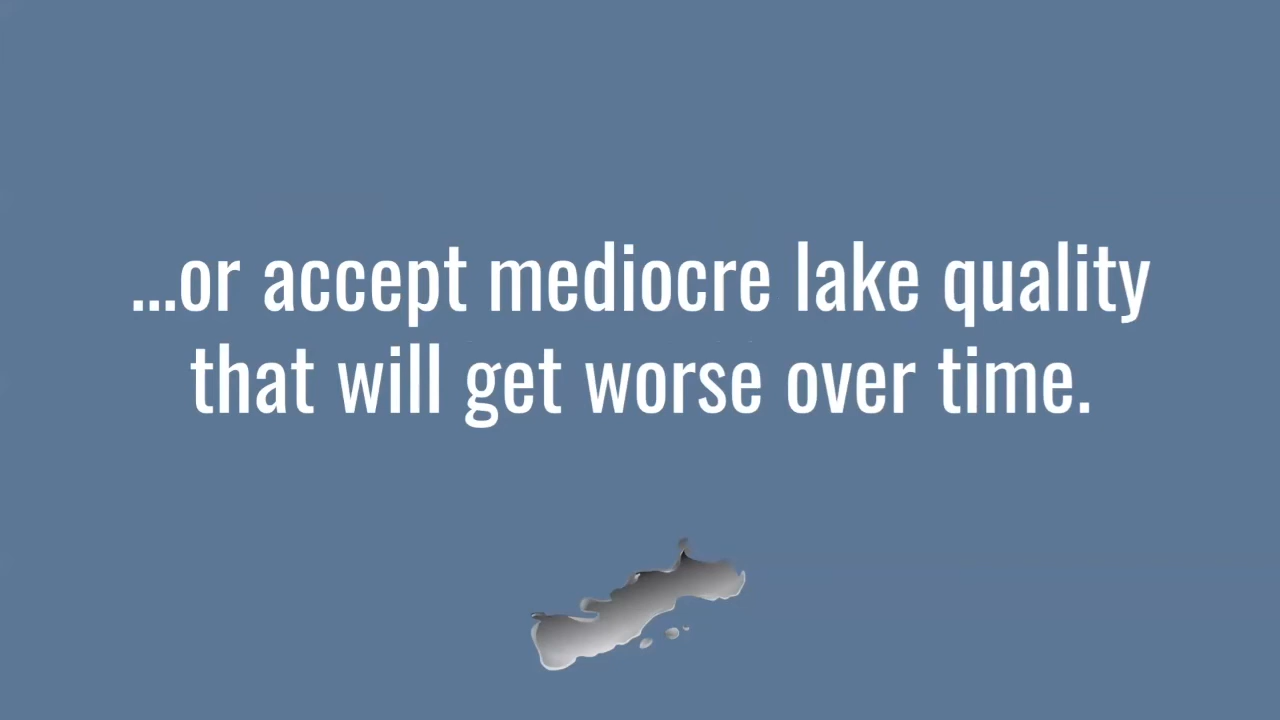 ...or accept mediocre lake quality
that will get worse over time.